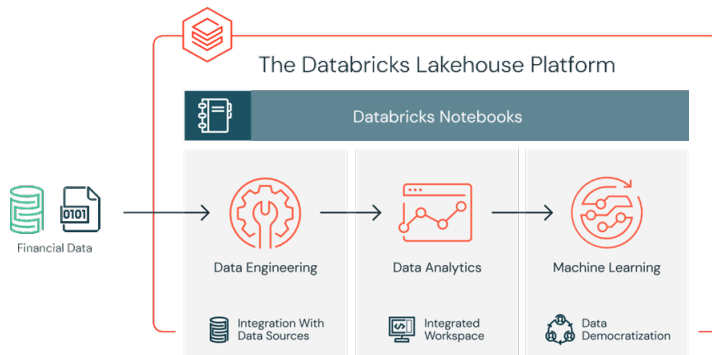 The Databricks Lakehouse Platform
Databricks Notebooks
0101
Financial Data
Data Engineering
Data Analytics
Machine Learning
Integration With
Data Sources
Integrated
Workspace
Data
Democratization